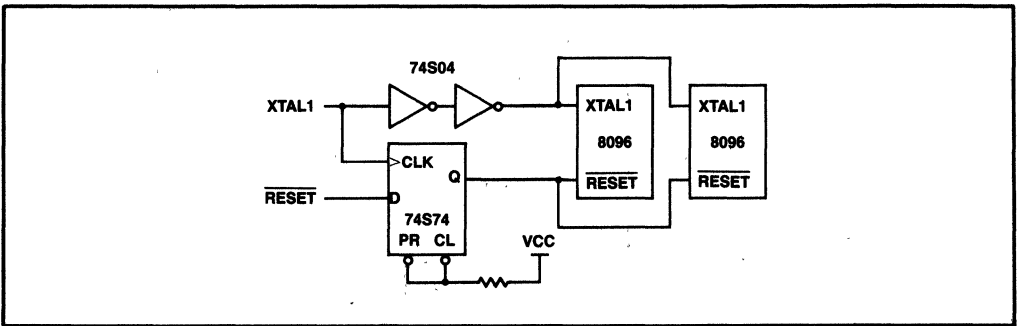 74S04
XTAL1
XTAL1
8096
RESET
XTAL1
8096
RESET
CLK
Q
RESET
D
74S74
PR CL
VCC